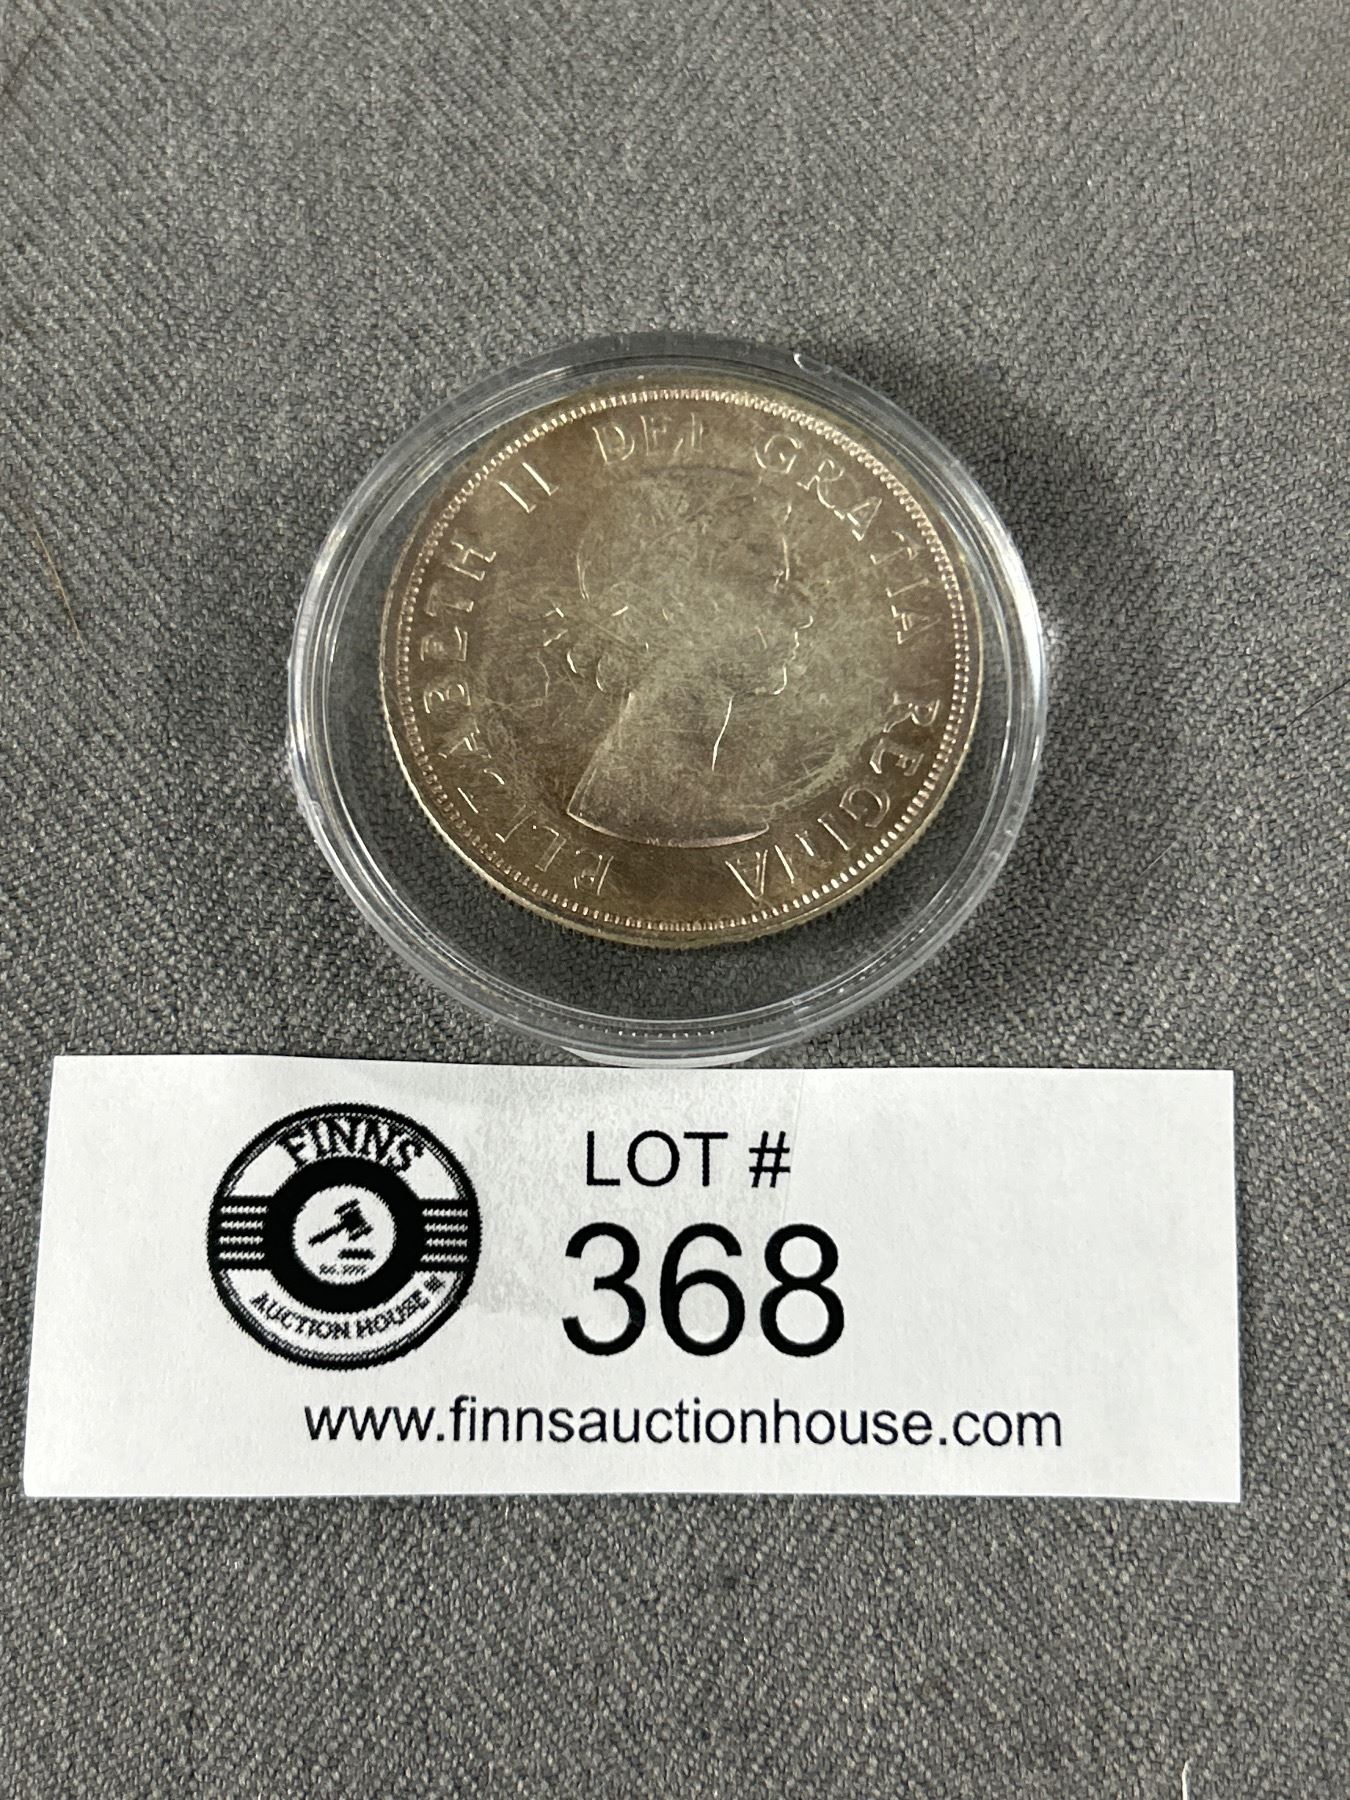 ELIZABETH II DEI GRATIA REGINA
FINNS
AUCTION HOUSE
LOT #
368
www.finnsauctionhouse.com